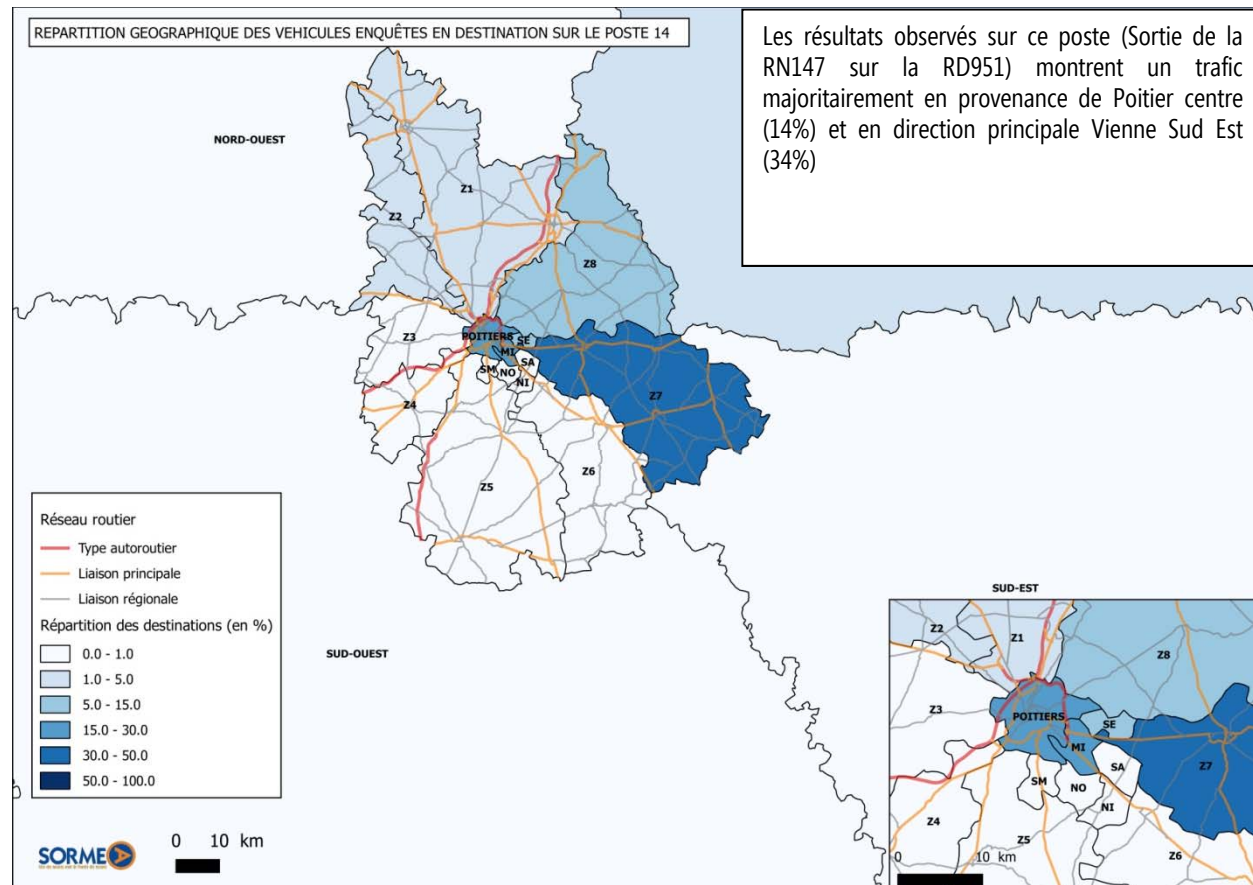 REPARTITION GEOGRAPHIQUE DES VEHICULES ENQUÊTES EN DESTINATION SUR LE POSTE 14
Les résultats observés sur ce poste (Sortie de la
RN147 sur la RD951) montrent un trafic
majoritairement en provenance de Poitier centre
(14%) et en direction principale Vienne Sud Est
(34%)
NORD-OUEST
Z1
Z2
Z8
Z3
POITIERS
SE
MI
SA
SM
NO
NI
Z4
Z7
Z5
Z6
SUD-OUEST
SUD-EST
Réseau routier
Type autoroutier
Liaison principale
Liaison régionale
Répartition des destinations (en %)
0.0 - 1.0
1.0 - 5.0
5.0 - 15.0
15.0 - 30.0
30.0 - 50.0
50.0 - 100.0
SORMEA
0 10 km
Z2
Z1
Z8
Z3
POITIERS
SE
MI
SA
Z7
SM
NO
NI
Z4
Z5
Z6
0 10 km